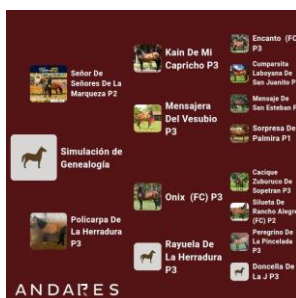 Encanto (FC)
P3
Kain De Mi
Capricho P3
Cumparsita
Laboyana De
San Juanito P
Señor De
Señores De La
Marqueza P2
Mensajera
Del Vesubio
P3
Mensaje De
San Esteban P
Sorpresa De
Palmira P1
Simulación de
Genealogía
Onix (FC) P3
Cacique
Zuburuco De
Sopetran P3
Silueta De
Rancho Alegre
(FC) P2
Policarpa De
La Herradura
P3
Rayuela De
La Herradura
P3
Peregrino De
La Pincelada
P3
Doncella De
La J P3
ANDARES